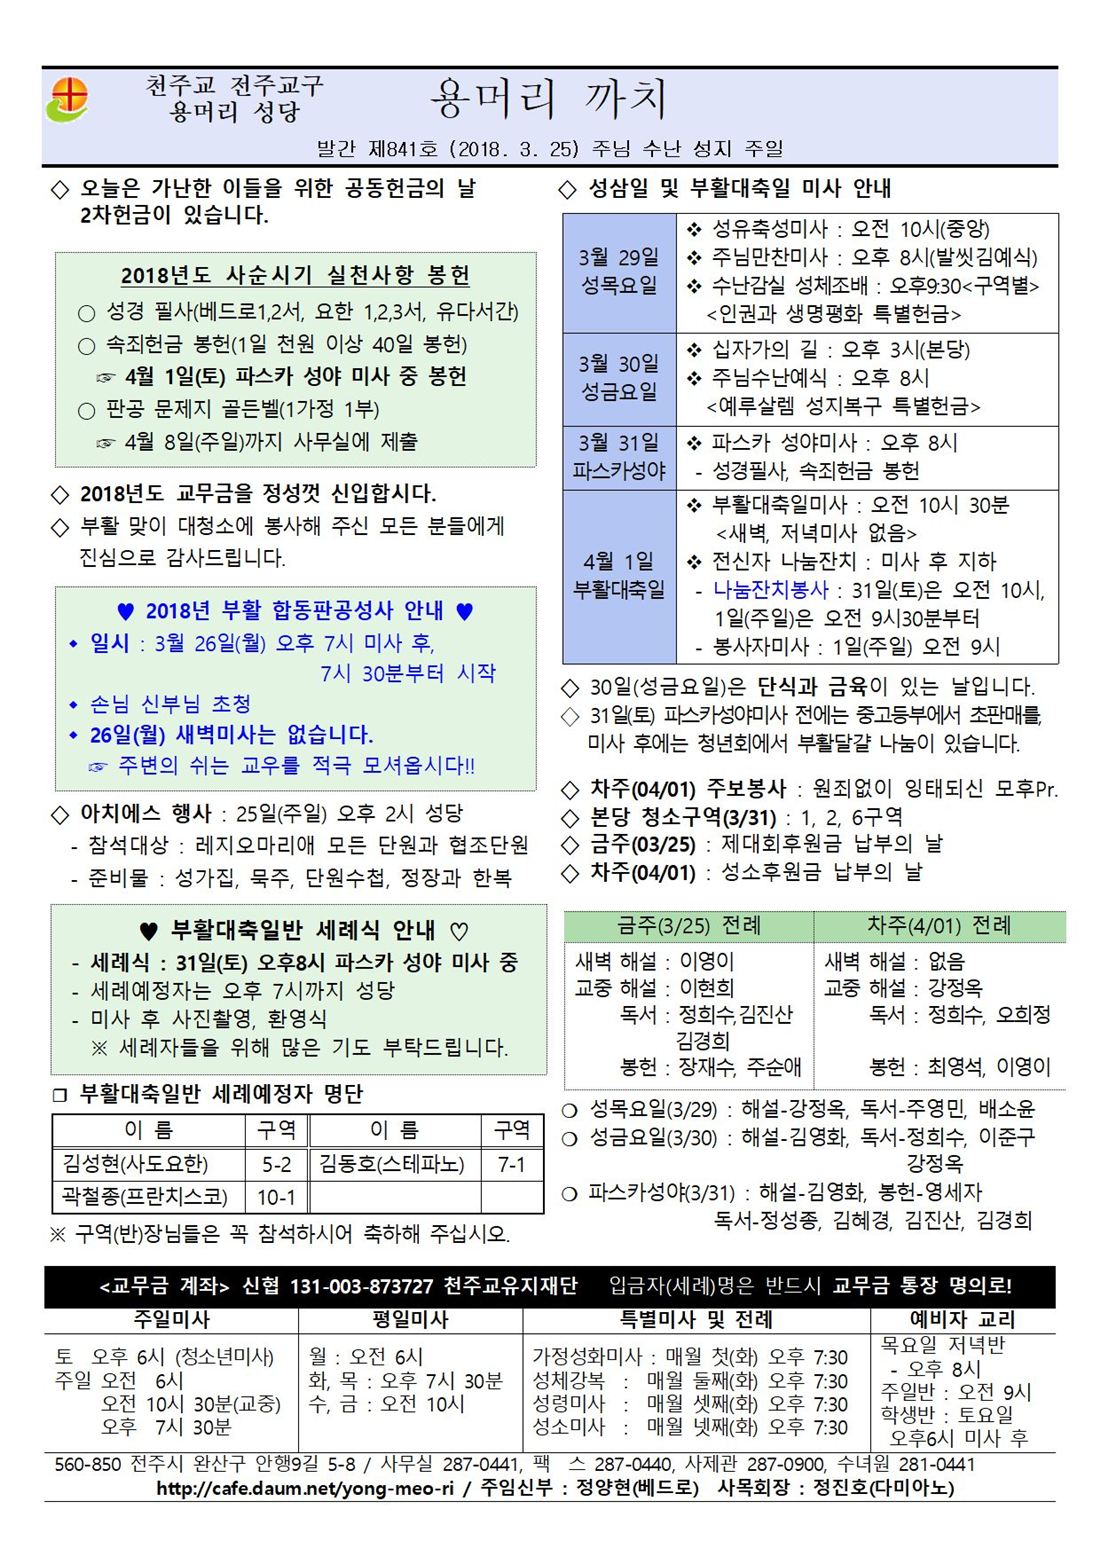 천주교 전주교구
용머리 성당
용머리 까치
발간 제841호 (2018. 3. 25) 주님 수난 성지 주일
◇ 오늘은 가난한 이들을 위한 공동헌금의 날
2차헌금이 있습니다.
2018년도 사순시기 실천사항 봉헌
○ 성경 필사(베드로1,2서, 요한 1,2,3서, 유다서간)
○ 속죄헌금 봉헌(1일 천원 이상 40일 봉헌)
☞ 4월 1일(토) 파스카 성야 미사 중 봉헌
○ 판공 문제지 골든벨(1가정 1부)
☞ 4월 8일(주일)까지 사무실에 제출
◇ 2018년도 교무금을 정성껏 신입합시다.
◇ 부활 맞이 대청소에 봉사해 주신 모든 분들에게
진심으로 감사드립니다.
♥ 2018년 부활 합동판공성사 안내 ♥
◆ 일시 : 3월 26일(월) 오후 7시 미사 후,
7시 30분부터 시작
◆ 손님 신부님 초청
◆ 26일(월) 새벽미사는 없습니다.
☞ 주변의 쉬는 교우를 적극 모셔옵시다!!
◇ 아치에스 행사 : 25일(주일) 오후 2시 성당
- 참석대상 : 레지오마리애 모든 단원과 협조단원
- 준비물 : 성가집, 묵주, 단원수첩, 정장과 한복
♥ 부활대축일반 세례식 안내 ♡
- 세례식 : 31일(토) 오후8시 파스카 성야 미사 중
- 세례예정자는 오후 7시까지 성당
- 미사 후 사진촬영, 환영식
※ 세례자들을 위해 많은 기도 부탁드립니다.
❒ 부활대축일반 세례예정자 명단
이 름 구역 이 름 구역
김성현(사도요한) 5-2 김동호(스테파노) 7-1
곽철종(프란치스코) 10-1
※ 구역(반)장님들은 꼭 참석하시어 축하해 주십시오.
◇ 성삼일 및 부활대축일 미사 안내
3월 29일
성목요일
❖ 성유축성미사 : 오전 10시(중앙)
❖ 주님만찬미사 : 오후 8시(발씻김예식)
❖ 수난감실 성체조배 : 오후9:30<구역별>
<인권과 생명평화 특별헌금>
3월 30일
성금요일
❖ 십자가의 길 : 오후 3시(본당)
❖ 주님수난예식 : 오후 8시
<예루살렘 성지복구 특별헌금>
3월 31일
파스카성야
❖ 파스카 성야미사 : 오후 8시
- 성경필사, 속죄헌금 봉헌
4월 1일
부활대축일
❖ 부활대축일미사 : 오전 10시 30분
<새벽, 저녁미사 없음>
❖ 전신자 나눔잔치 : 미사 후 지하
- 나눔잔치봉사 : 31일(토)은 오전 10시,
1일(주일)은 오전 9시30분부터
- 봉사자미사 : 1일(주일) 오전 9시
◇ 30일(성금요일)은 단식과 금육이 있는 날입니다.
◇ 31일(토) 파스카성야미사 전에는 중고등부에서 초판매를,
미사 후에는 청년회에서 부활달걀 나눔이 있습니다.
◇ 차주(04/01) 주보봉사 : 원죄없이 잉태되신 모후Pr.
◇ 본당 청소구역(3/31) : 1, 2, 6구역
◇ 금주(03/25) : 제대회후원금 납부의 날
◇ 차주(04/01) : 성소후원금 납부의 날
금주(3/25) 전례 차주(4/01) 전례
새벽 해설 : 이영이 새벽 해설 : 없음
교중 해설 : 이현희 교중 해설 : 강정옥
독서 : 정희수,김진산 독서 : 정희수, 오희정
김경희
봉헌 : 장재수, 주순애 봉헌 : 최영석, 이영이
❍ 성목요일(3/29) : 해설-강정옥, 독서-주영민, 배소윤
❍ 성금요일(3/30) : 해설-김영화, 독서-정희수, 이준구
강정옥
❍ 파스카성야(3/31) : 해설-김영화, 봉헌-영세자
독서-정성종, 김혜경, 김진산, 김경희
<교무금 계좌> 신협 131-003-873727 천주교유지재단 입금자(세례)명은 반드시 교무금 통장 명의로!
주일미사 평일미사 특별미사 및 전례 예비자 교리
토 오후 6시 (청소년미사)
주일 오전 6시
오전 10시 30분(교중)
오후 7시 30분
월 : 오전 6시
화, 목 : 오후 7시 30분
수, 금 : 오전 10시
가정성화미사 : 매월 첫(화) 오후 7:30
성체강복 : 매월 둘째(화) 오후 7:30
성령미사 : 매월 셋째(화) 오후 7:30
성소미사 : 매월 넷째(화) 오후 7:30
목요일 저녁반
- 오후 8시
주일반 : 오전 9시
학생반 : 토요일
오후6시 미사 후
560-850 전주시 완산구 안행9길 5-8 / 사무실 287-0441, 팩 스 287-0440, 사제관 287-0900, 수녀원 281-0441
http://cafe.daum.net/yong-meo-ri / 주임신부 : 정양현(베드로) 사목회장 : 정진호(다미아노)